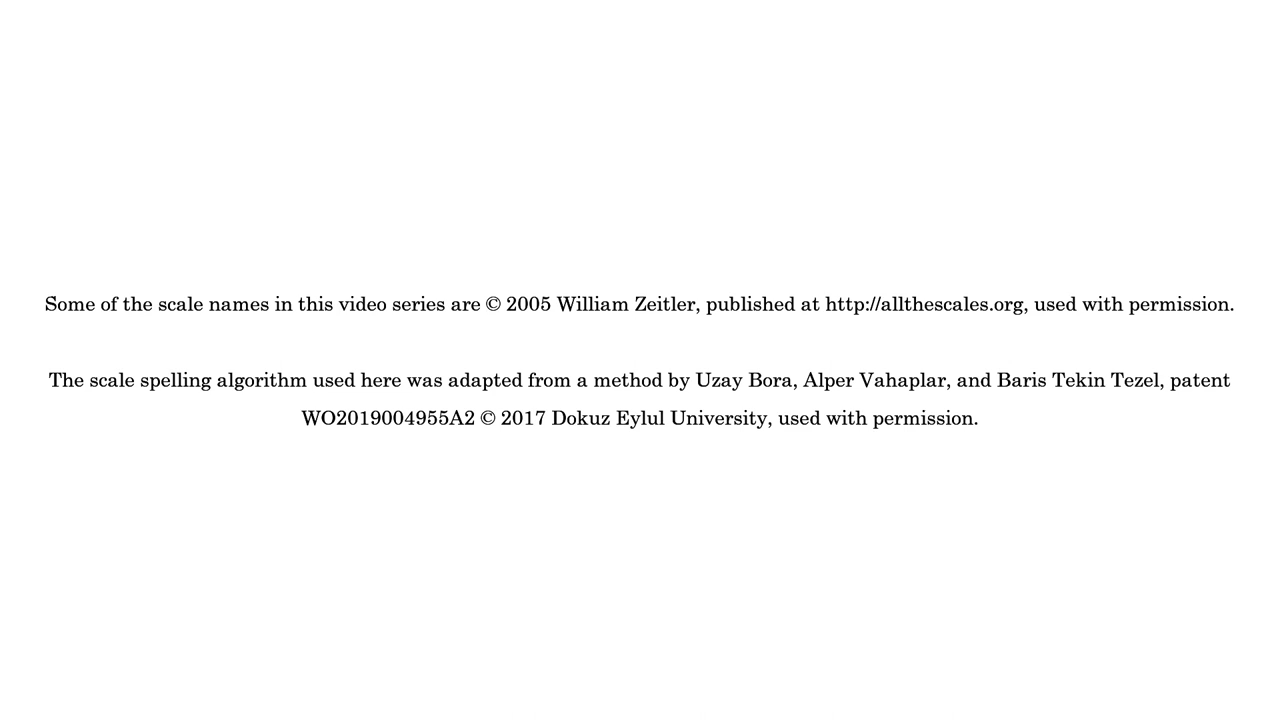 Some of the scale names in this video series are © 2005 William Zeitler, published at http://allthescales.org, used with permission.
The scale spelling algorithm used here was adapted from a method by Uzay Bora, Alper Vahaplar, and Baris Tekin Tezel, patent
WO2019004955A2 © 2017 Dokuz Eylul University, used with permission.